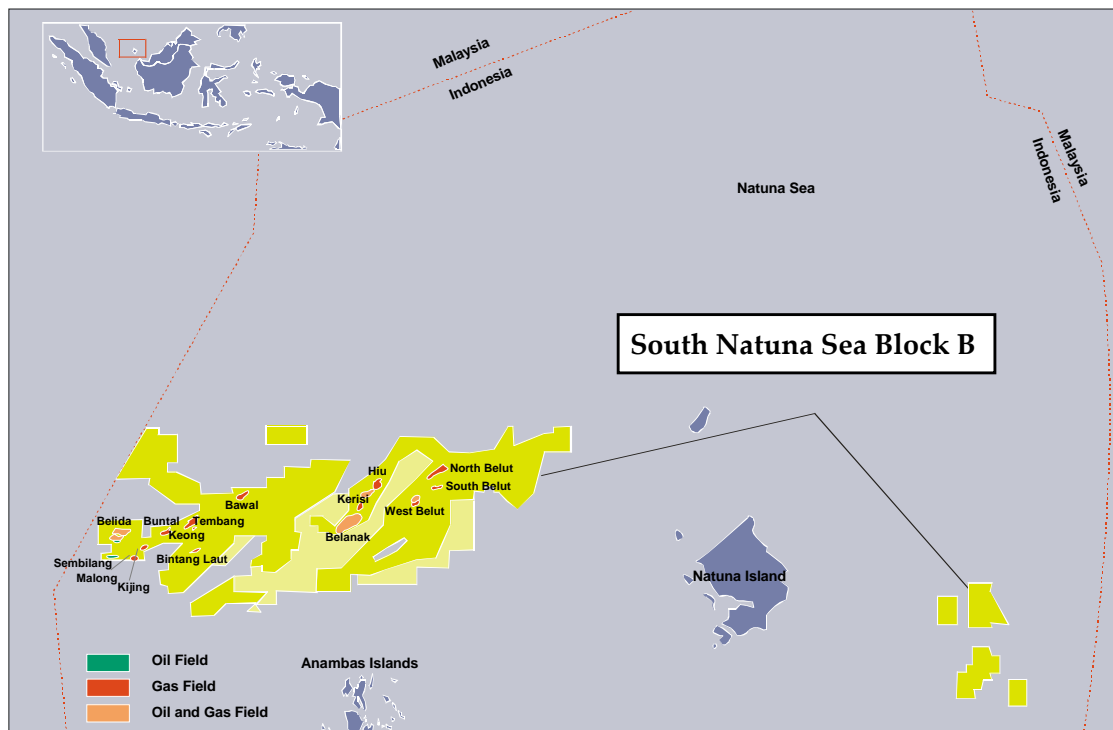 Malaysia
Indonesia
Malaysia
Indonesia
Natuna Sea
South Natuna Sea Block B
Hiu
North Belut
Kerisi
South Belut
Bawal
West Belut
Belida
Buntal
Tembang
Keong
Belanak
Sembilang
Bintang Laut
Malong
Kijing
Natuna Island
Oil Field
Anambas Islands
Gas Field
Oil and Gas Field